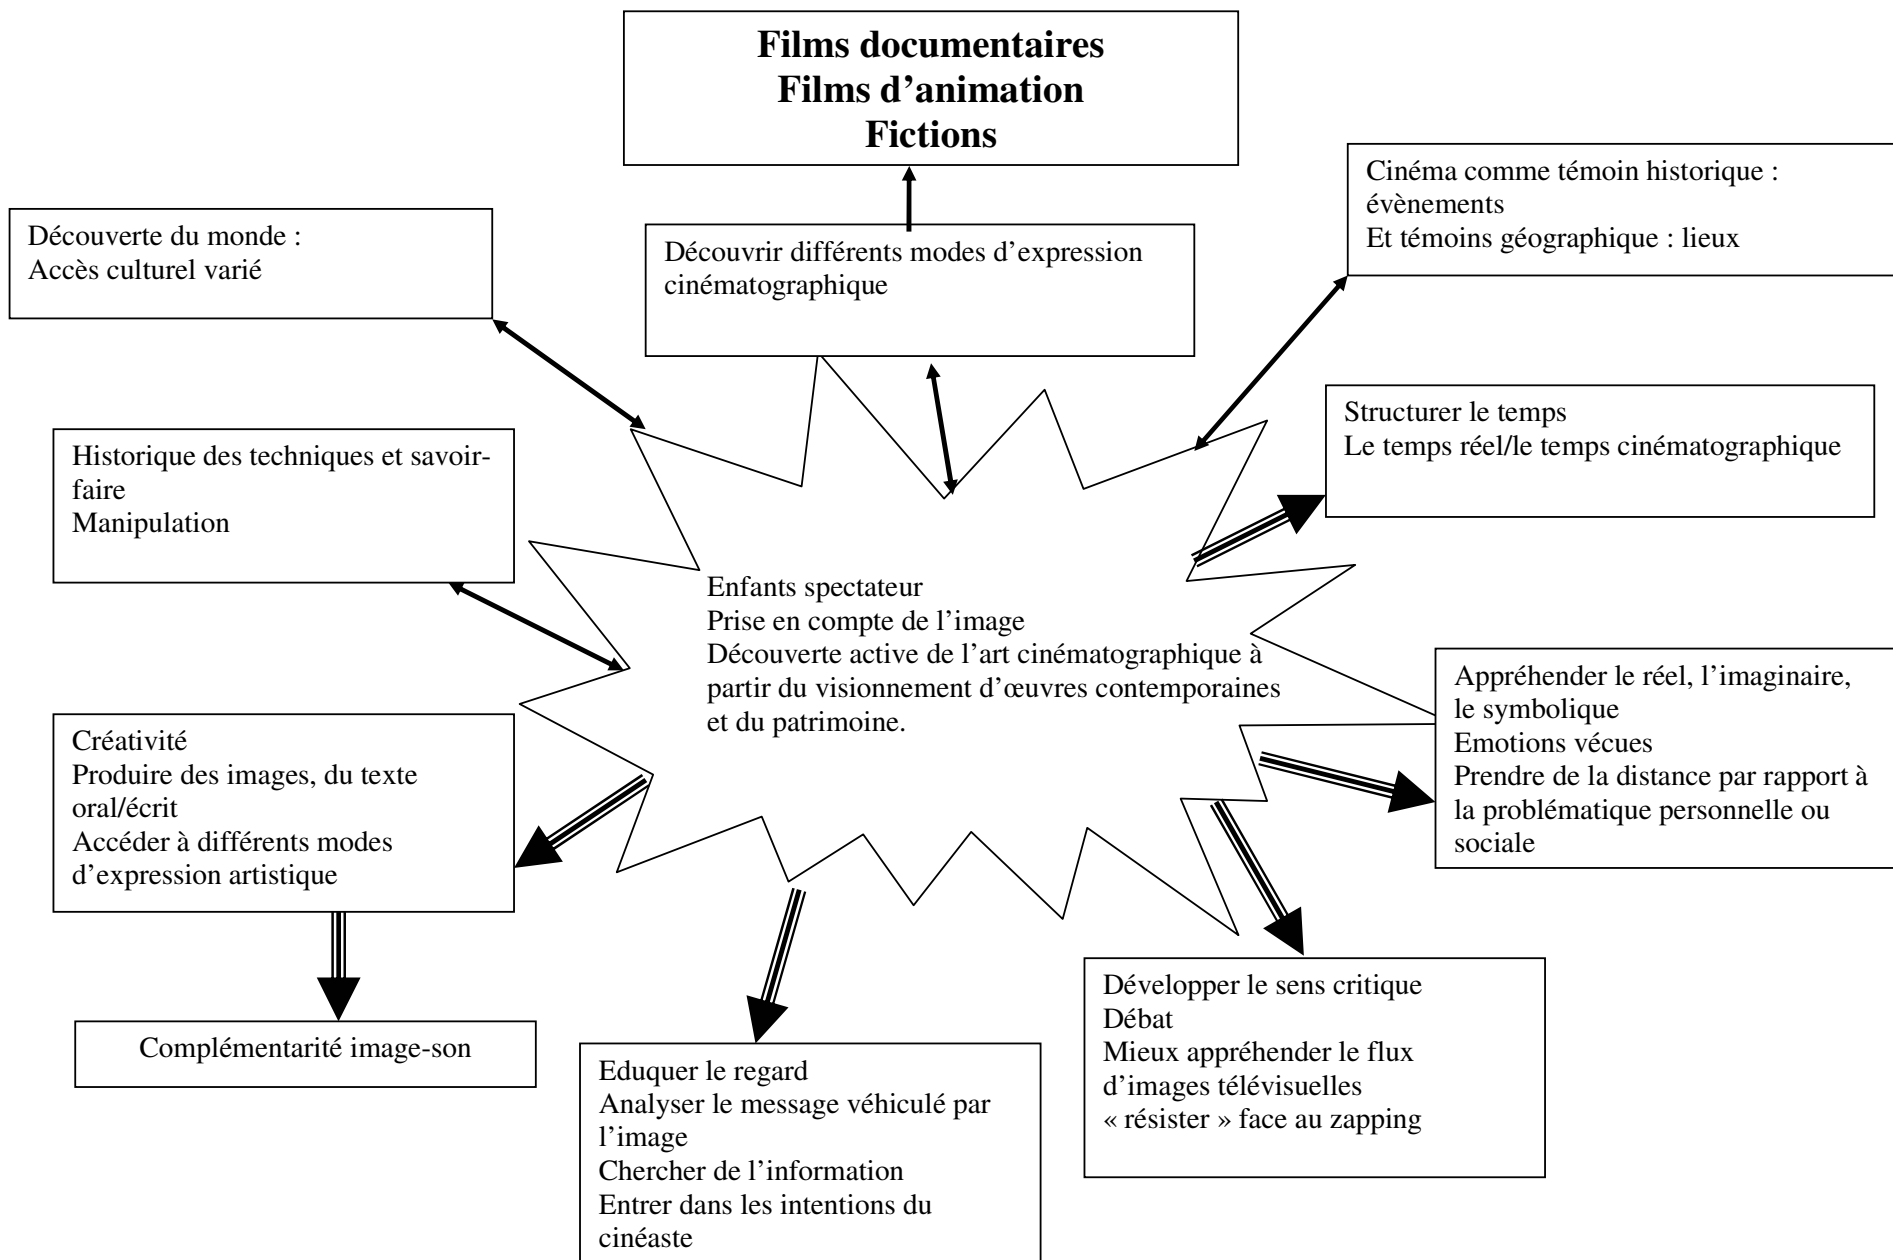 Films documentaires
Films d’animation
Fictions
Cinéma comme témoin historique :
évènements
Et témoins géographique : lieux
Découverte du monde :
Accès culturel varié
Découvrir différents modes d’expression
cinématographique
Structurer le temps
Le temps réel/le temps cinématographique
Historique des techniques et savoir-
faire
Manipulation
Enfants spectateur
Prise en compte de l’image
Découverte active de l’art cinématographique à
partir du visionnement d’œuvres contemporaines
et du patrimoine.
Appréhender le réel, l’imaginaire,
le symbolique
Emotions vécues
Prendre de la distance par rapport à
la problématique personnelle ou
sociale
Créativité
Produire des images, du texte
oral/écrit
Accéder à différents modes
d’expression artistique
Complémentarité image-son
Eduquer le regard
Analyser le message véhiculé par
l’image
Chercher de l’information
Entrer dans les intentions du
cinéaste
Développer le sens critique
Débat
Mieux appréhender le flux
d’images télévisuelles
« résister » face au zapping